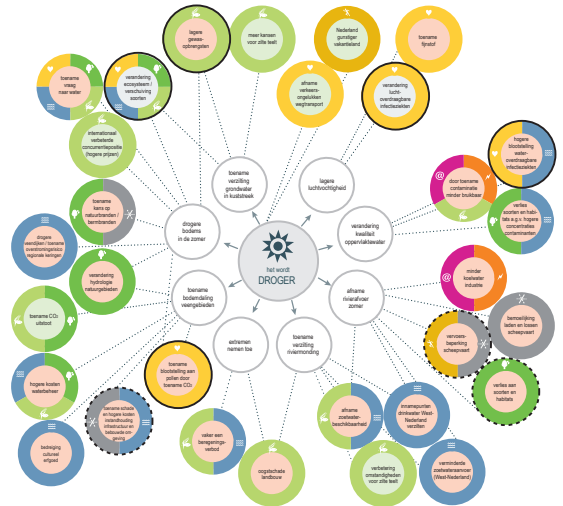 lagere
gewas-
opbrengsten
meer kansen
voor zilte teelt
Nederland
gunstiger
vakantieland
toename
fijnstof
toename
vraag
naar water
verandering
ecosysteem /
verschuiving
soorten
afname
verkeers-
ongelukken
wegtransport
verandering
lucht-
overdraagbare
infectieziekten
internationaal
verbeterde
concurrentiepositie
(hogere prijzen)
hogere
blootstelling
water-
overdraagbare
infectieziekten
toename
verzilting
grondwater
in kuststreek
lagere
luchtvochtigheid
door toename
contaminatie
minder bruikbaar
toename
kans op
natuurbranden /
bermbranden
verlies
soorten en habi-
tats a.g.v. hogere
concentraties
contaminanten
drogere
bodems
in de zomer
verandering
kwaliteit
oppervlaktewater
drogere
veendijken / toename
overstromingsrisico
regionale keringen
het wordt
DROGER
verandering
hydrologie
natuurgebieden
minder
koelwater
industrie
toename
bodemdaling
veengebieden
afname
rivierafvoer
zomer
toename CO₂
uitstoot
bemoeilijking
laden en lossen
scheepvaart
vervoers-
beperking
scheepvaart
extremen
nemen toe
toename
verzilting
riviermonding
toename
blootstelling aan
pollen door
toename CO₂
verlies aan
soorten en
habitats
hogere kosten
waterbeheer
toename schade
en hogere kosten
instandhouding
infrastructuur en
bebouwde om-
geving
afname
zoetwater-
beschikbaarheid
innamepunten
drinkwater West-
Nederland
verzilten
vaker een
beregenings-
verbod
bedreiging
cultureel
erfgoed
oogstschade
landbouw
verbetering
omstandigheden
voor zilte teelt
verminderde
zoetwateraanvoer
(West-Nederland)